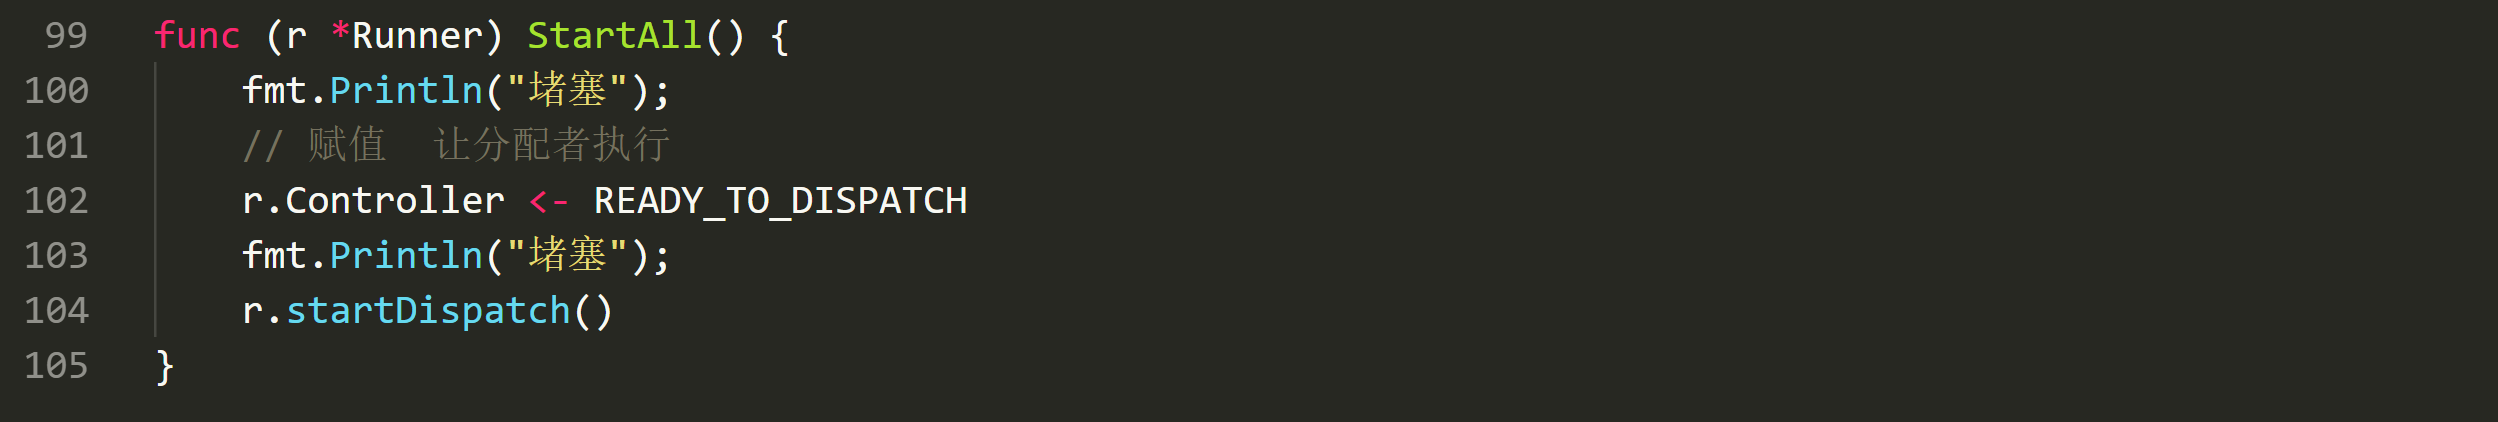 99 func (r *Runner) StartAll() {
100 fmt.Println("堵塞");
101 // 赋值  让分配者执行
102 r.Controller <- READY_TO_DISPATCH
103 fmt.Println("堵塞");
104 r.startDispatch()
105 }